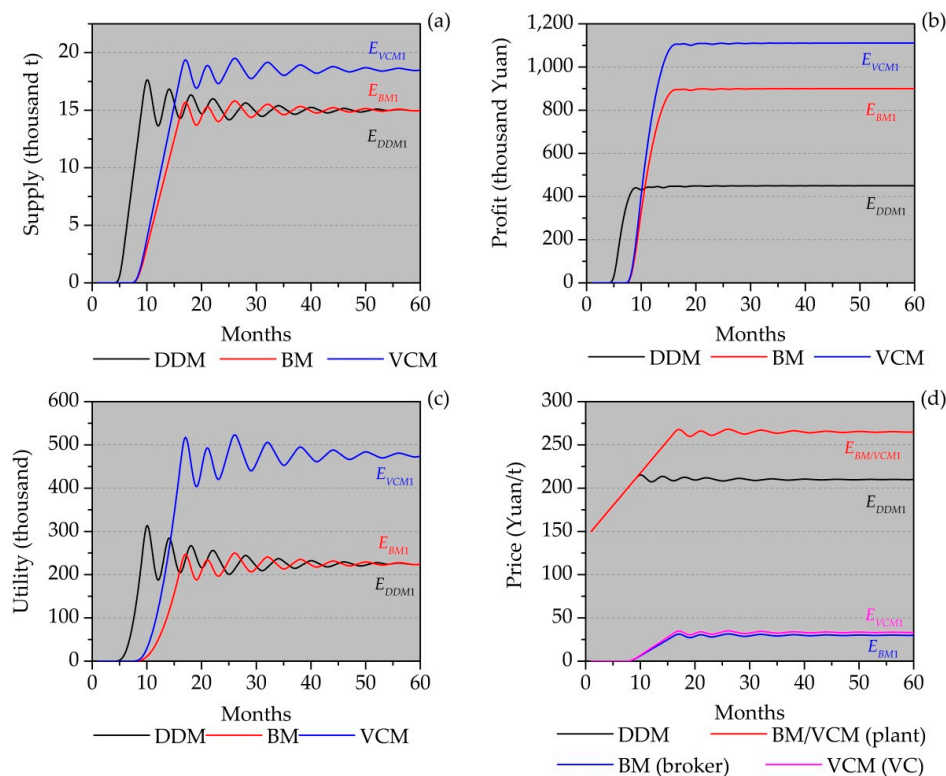 (a)
Supply (thousand t)
20
15
10
5
0
E_VCM1
E_BM1
E_DDM1
0 10 20 30 40 50 60
Months
DDM BM VCM
(b)
Profit (thousand Yuan)
1,200
1,000
800
600
400
200
0
E_VCM1
E_BM1
E_DDM1
0 10 20 30 40 50 60
Months
DDM BM VCM
(c)
Utility (thousand)
600
500
400
300
200
100
0
E_VCM1
E_BM1
E_DDM1
0 10 20 30 40 50 60
Months
DDM BM VCM
(d)
Price (Yuan/t)
300
250
200
150
100
50
0
E_BM/VCM1
E_DDM1
E_VCM1
E_BM1
0 10 20 30 40 50 60
Months
DDM BM/VCM (plant)
BM (broker) VCM (VC)